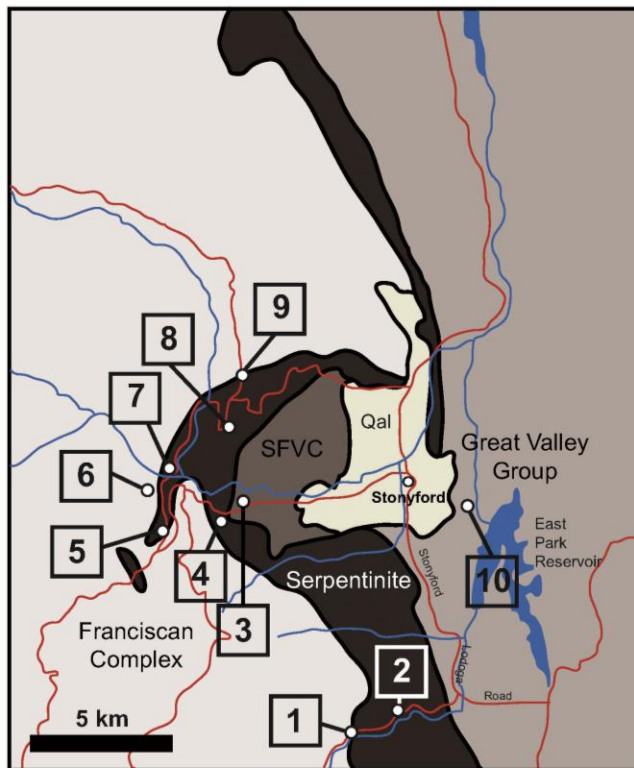 9
8
7
Qal
SFVC
Great Valley
Group
6
Stonyford
East
Park
Reservoir
5
4
Serpentinite
Stonyford
10
3
Franciscan
Complex
Lodoga
2
Road
5 km
1